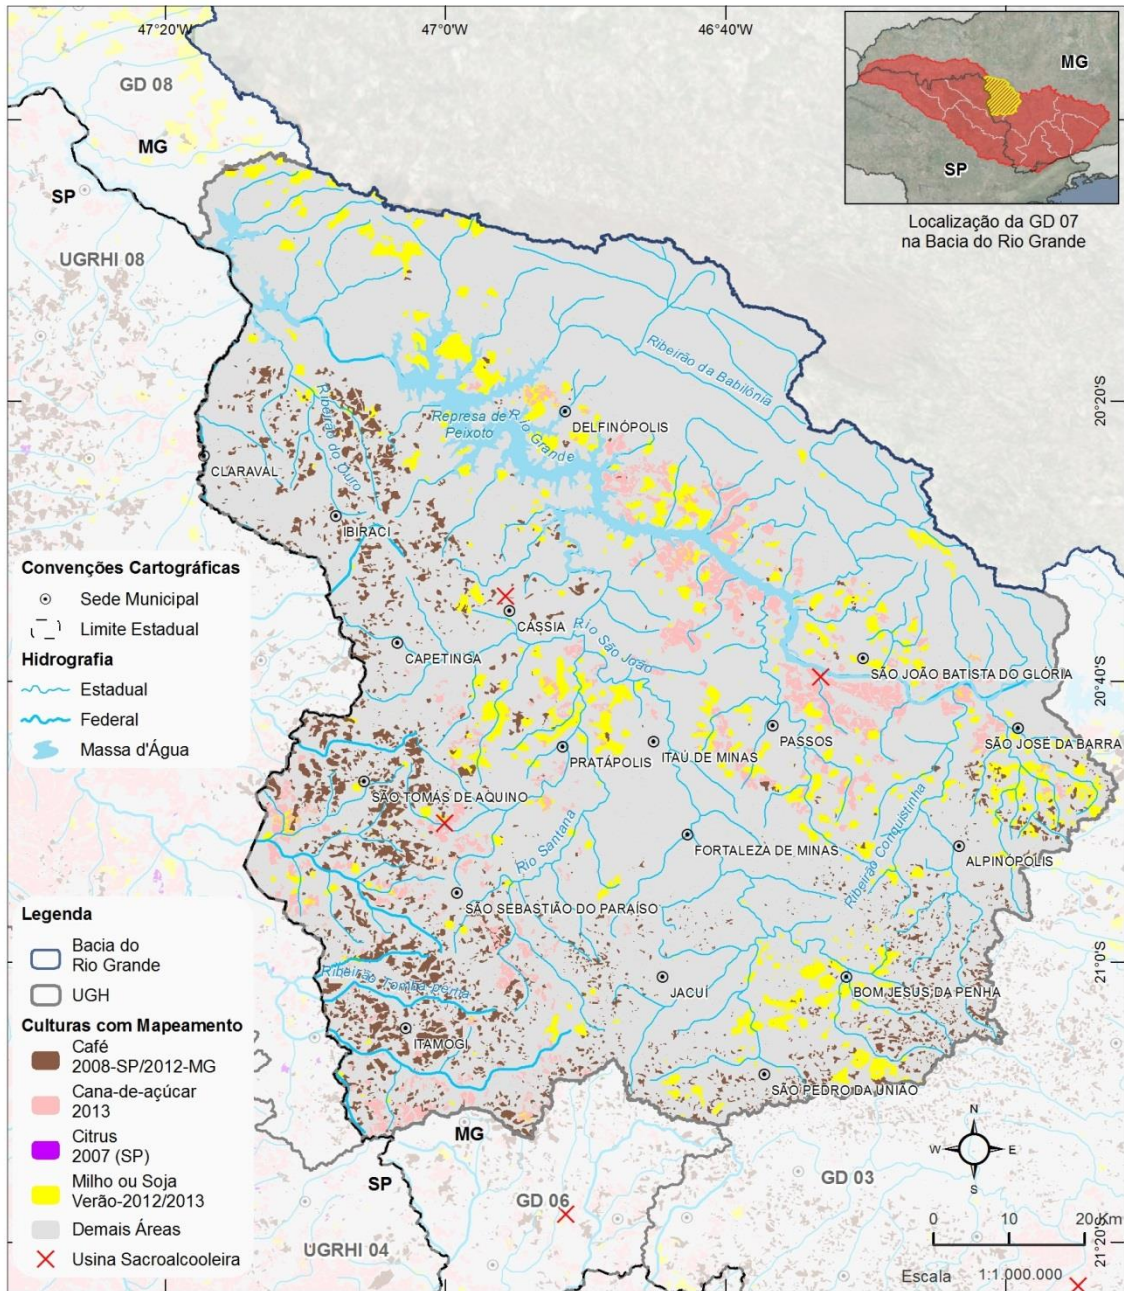 47°20'W
47°0'W
46°40'W
GD 08
MG
SP
UGRHI 08
MG
SP
Localização da GD 07
na Bacia do Rio Grande
20°20'S
20°40'S
21°0'S
21°20'S
Ribeirão da Babilônia
Represa de
Peixoto
Rio Grande
DELFINÓPOLIS
Ribeirão do Ouro
CLARAVAL
IBIRACI
CÁSSIA
Rio São João
CAPETINGA
SÃO JOÃO BATISTA DO GLÓRIA
PASSOS
SÃO JOSÉ DA BARRA
PRATÁPOLIS
ITAÚ DE MINAS
SÃO TOMÁS DE AQUINO
Rio Santana
Ribeirão Conquistinha
FORTALEZA DE MINAS
ALPINÓPOLIS
SÃO SEBASTIÃO DO PARAÍSO
Ribeirão Tomba-Perna
JACUÍ
BOM JESUS DA PENHA
ITAMOGI
SÃO PEDRO DA UNIÃO
MG
SP
GD 06
GD 03
UGRHI 04
Convenções Cartográficas
Sede Municipal
Limite Estadual
Hidrografia
Estadual
Federal
Massa d'Água
Legenda
Bacia do
Rio Grande
UGH
Culturas com Mapeamento
Café
2008-SP/2012-MG
Cana-de-açúcar
2013
Citrus
2007 (SP)
Milho ou Soja
Verão-2012/2013
Demais Áreas
Usina Sacroalcooleira
N
W
E
S
0 10 20 Km
Escala 1:1.000.000